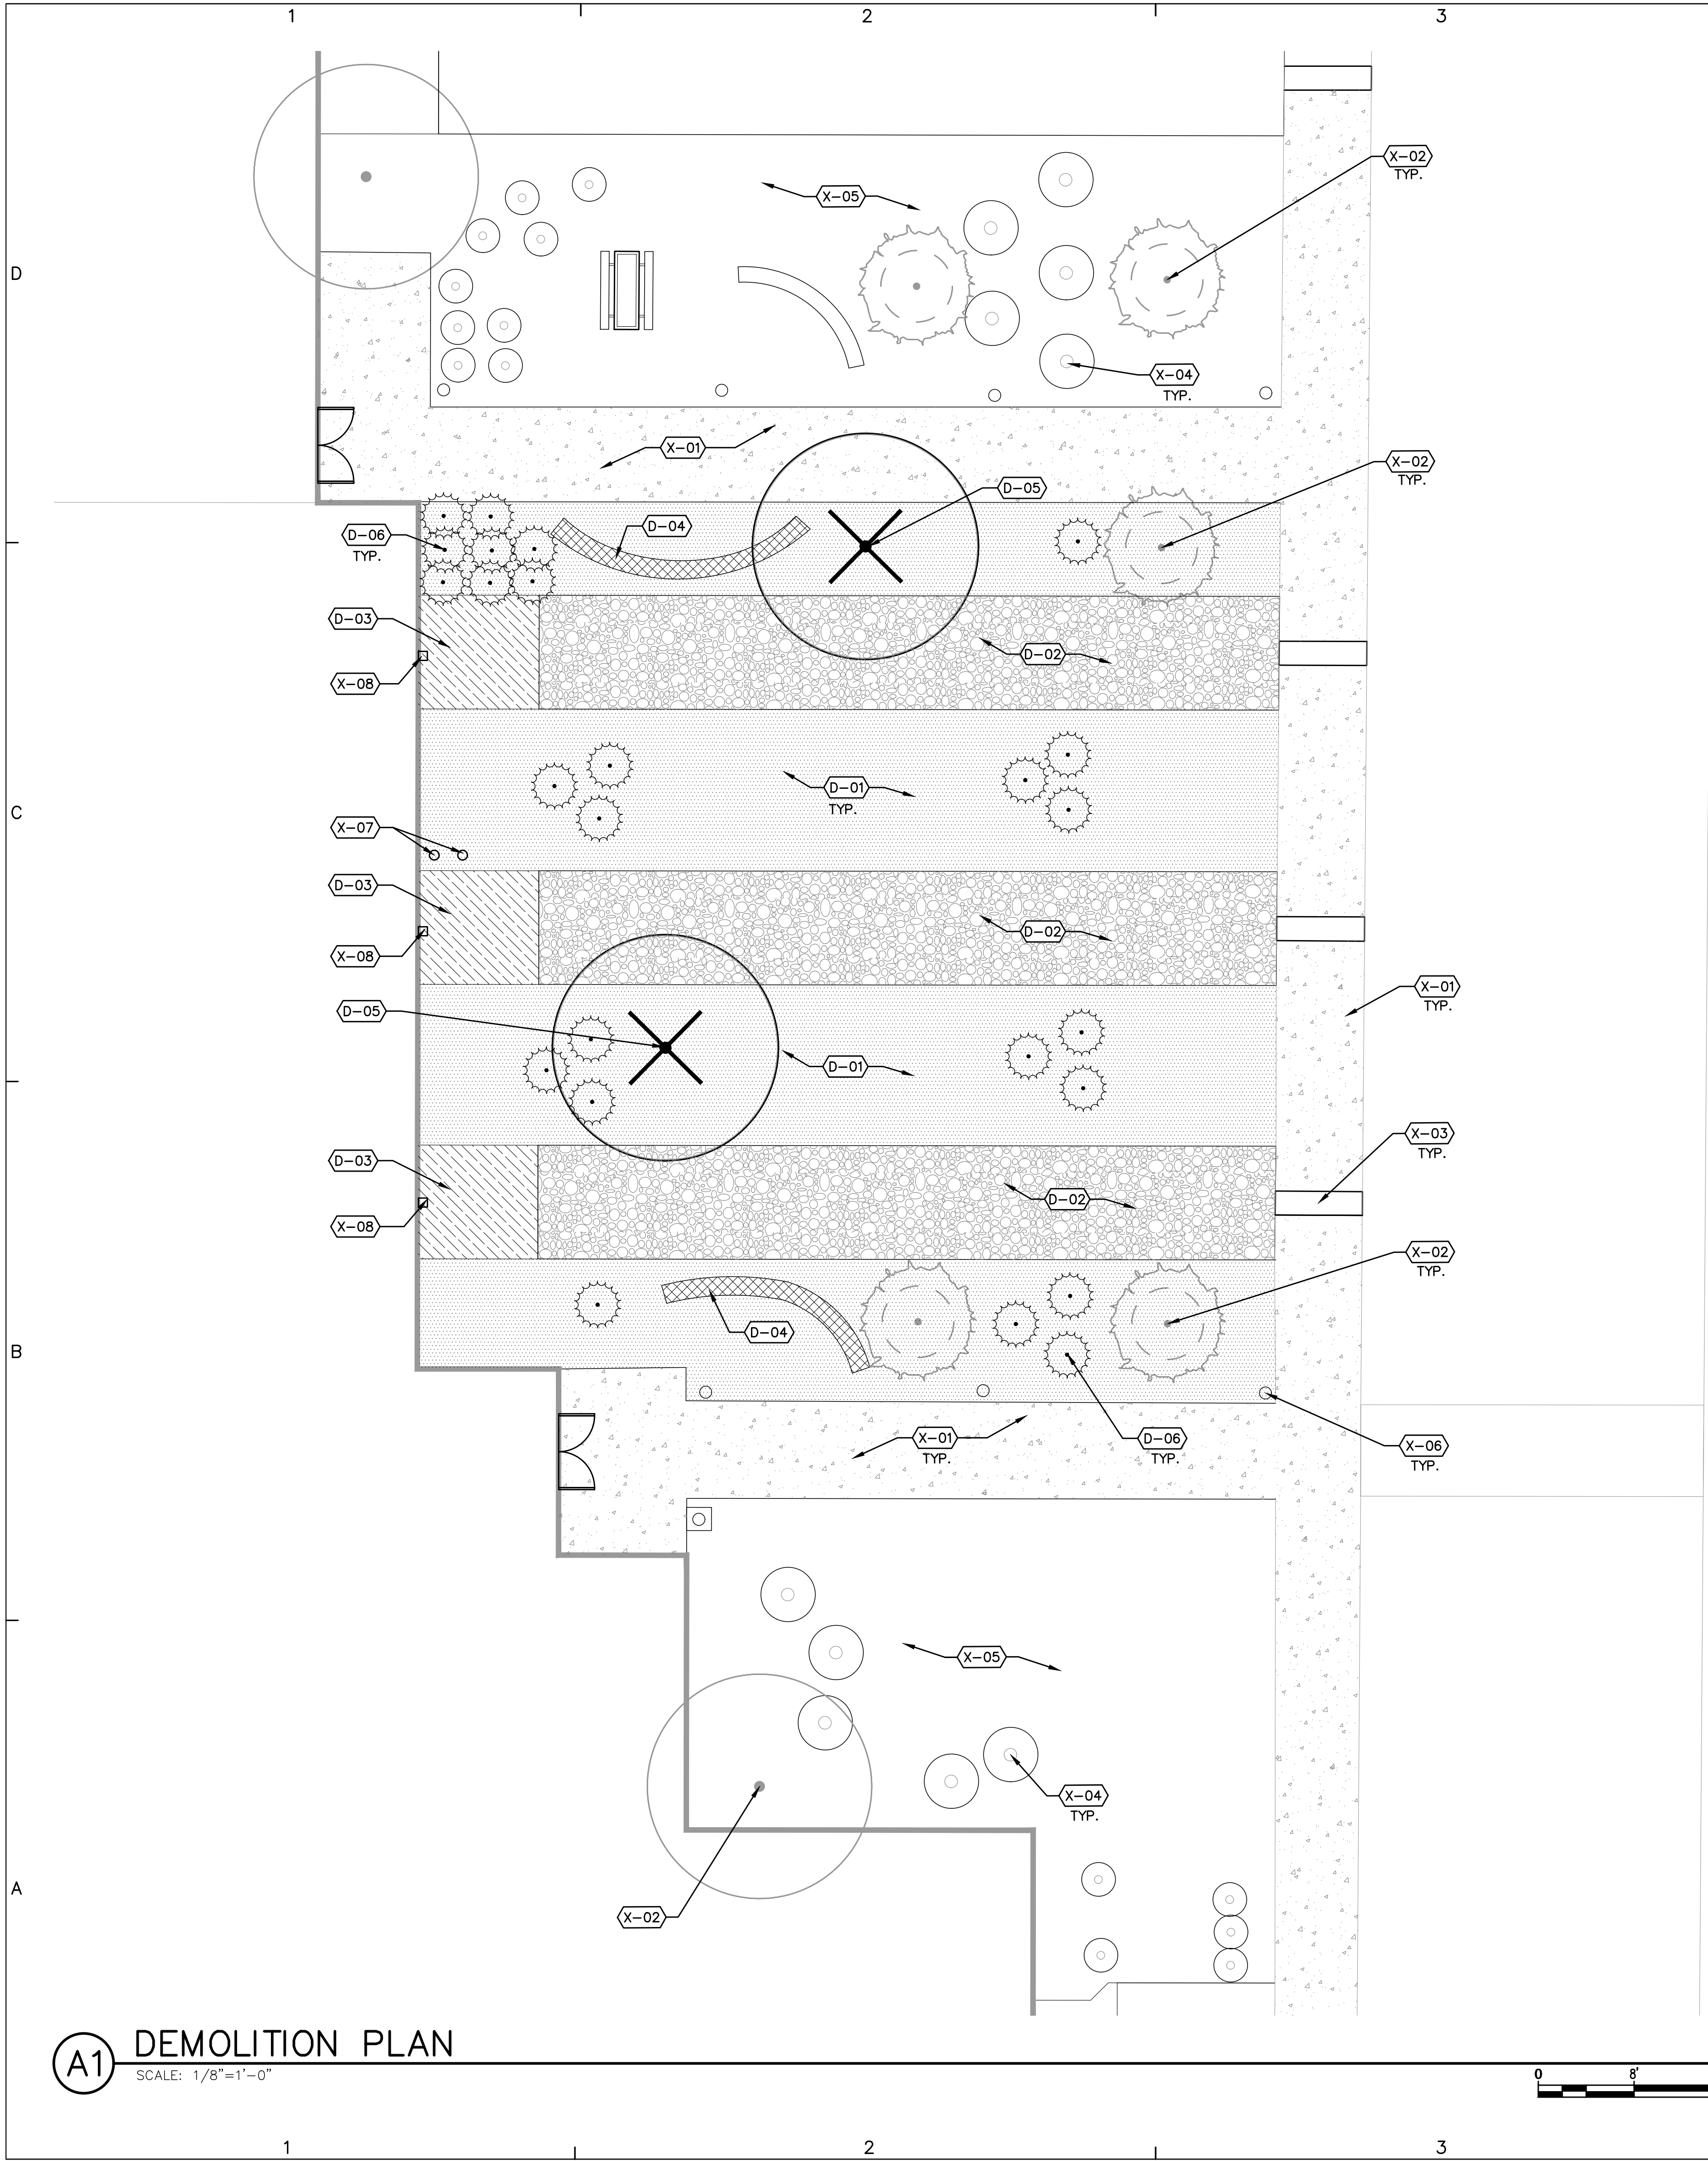 1 2 3
X-02
TYP.
X-05
D
X-04
TYP.
X-01
X-02
TYP.
D-05
D-04
D-06
TYP.
D-03
D-02
X-08
D-01
TYP.
C
X-07
D-03
D-02
X-08
X-01
TYP.
D-05
D-01
X-03
TYP.
D-03
D-02
X-08
X-02
TYP.
D-04
B
X-01
TYP.
D-06
TYP.
X-06
TYP.
X-05
X-04
TYP.
A
X-02
A1 DEMOLITION PLAN
SCALE: 1/8"=1'-0"
0 8'
1 2 3